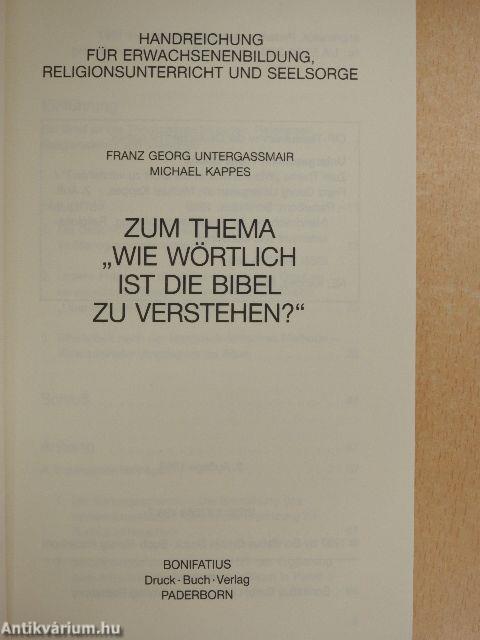 HANDREICHUNG
FÜR ERWACHSENENBILDUNG,
RELIGIONSUNTERRICHT UND SEELSORGE
FRANZ GEORG UNTERGASSMAIR
MICHAEL KAPPES
ZUM THEMA
„WIE WÖRTLICH
IST DIE BIBEL
ZU VERSTEHEN?“
BONIFATIUS
Druck · Buch · Verlag
PADERBORN
Antikvárium.hu